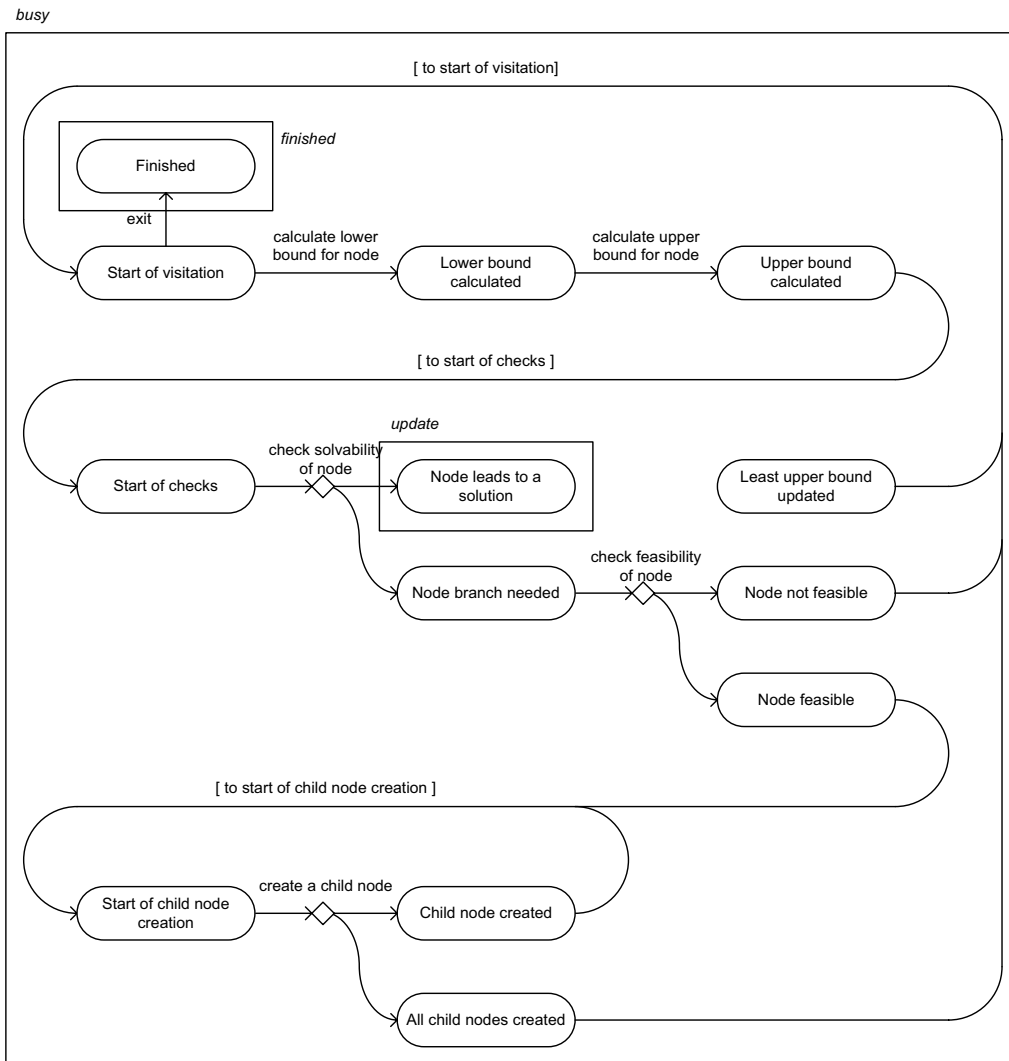 busy
[ to start of visitation]
finished
Finished
exit
calculate lower
bound for node
calculate upper
bound for node
Start of visitation
Lower bound
calculated
Upper bound
calculated
[ to start of checks ]
update
check solvability
of node
Start of checks
Node leads to a
solution
Least upper bound
updated
check feasibility
of node
Node branch needed
Node not feasible
Node feasible
[ to start of child node creation ]
create a child node
Start of child node
creation
Child node created
All child nodes created